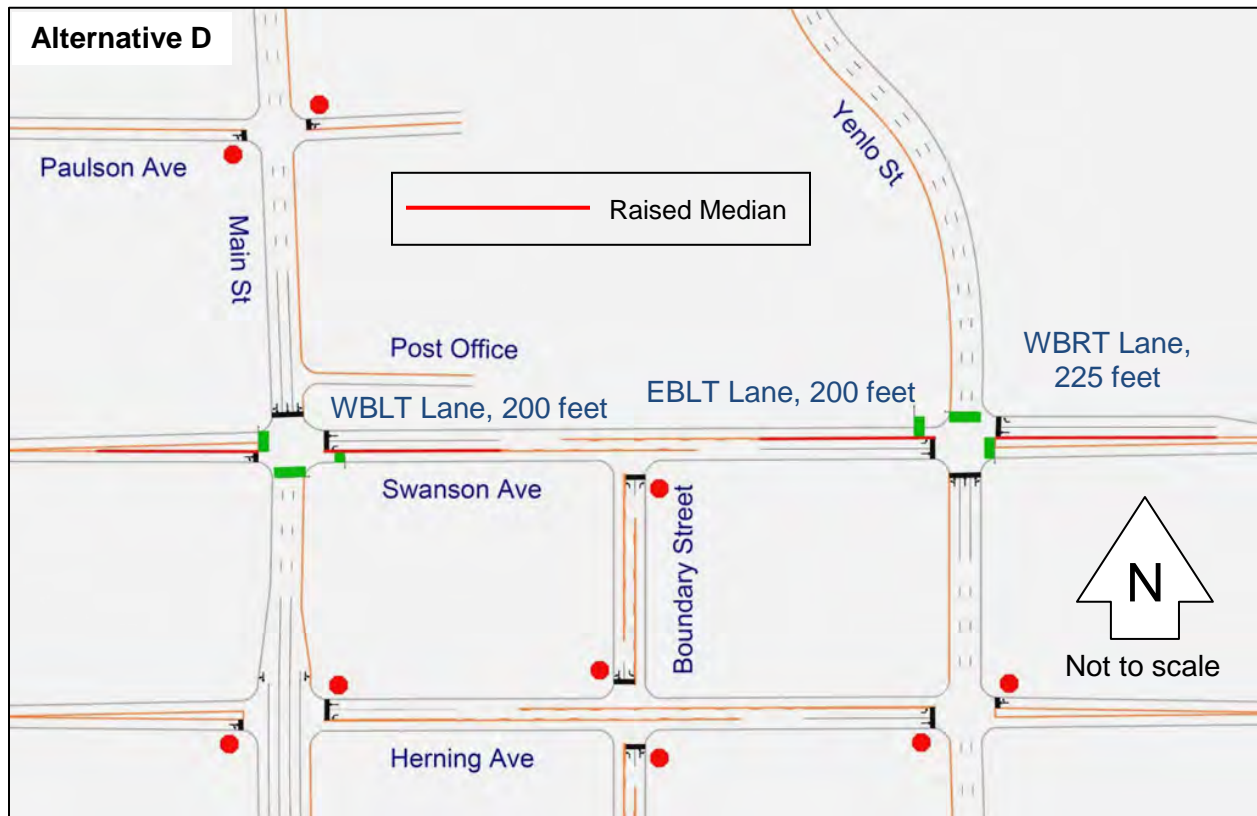 Alternative D
Paulson Ave
Main St
Yenlo St
Raised Median
Post Office
WBLT Lane, 200 feet
EBLT Lane, 200 feet
WBRT Lane,
225 feet
Swanson Ave
Boundary Street
N
Not to scale
Herning Ave